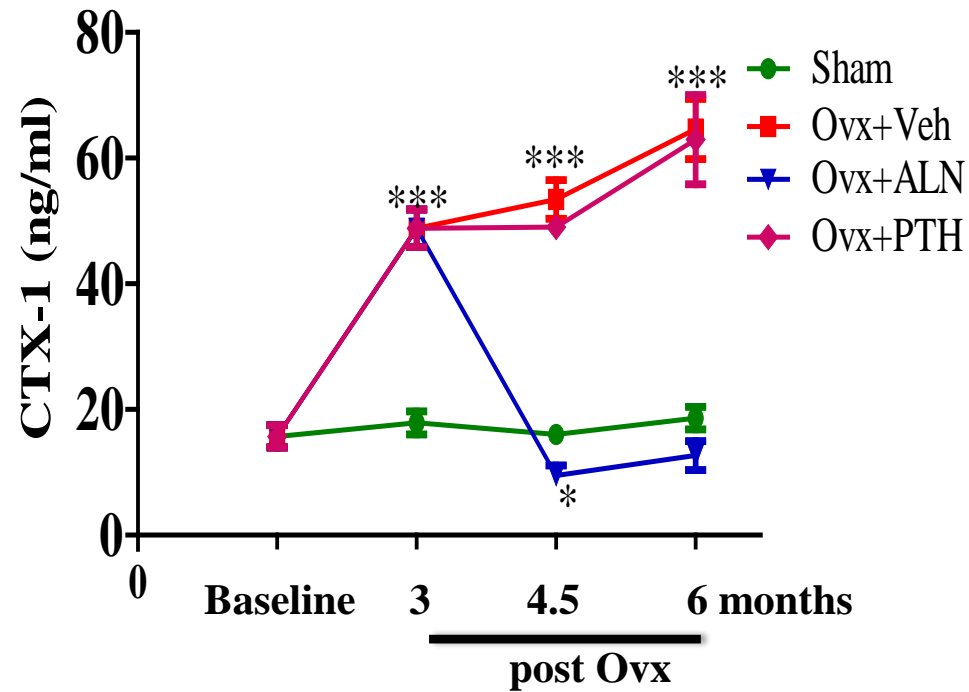 80
60
40
20
0
0
CTX-1 (ng/ml)
***
***
***
*
Sham
Ovx+Veh
Ovx+ALN
Ovx+PTH
Baseline 3 4.5 6 months
post Ovx